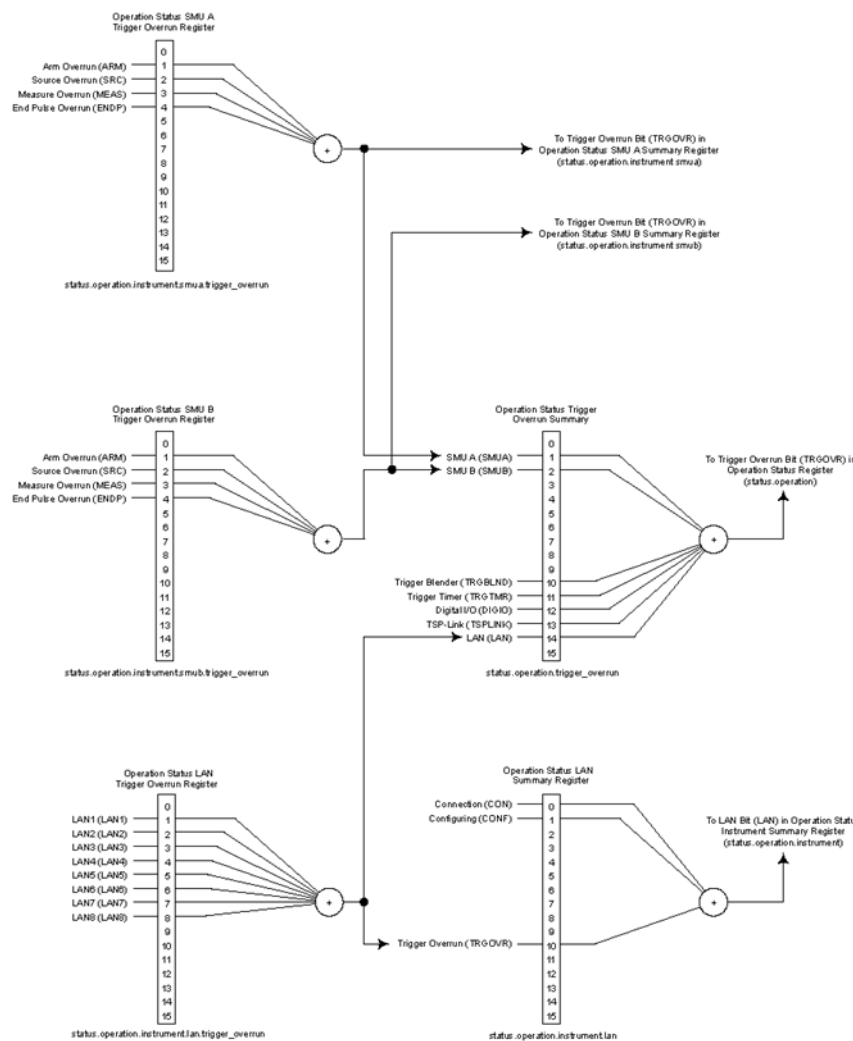 Operation Status SMU A
Trigger Overrun Register
0
Arm Overrun (ARM) 1
Source Overrun (SRC) 2
Measure Overrun (MEAS) 3
End Pulse Overrun (ENDP) 4
5
6
7
8
9
10
11
12
13
14
15
status.operation.instrument.smua.trigger_overrun
+
To Trigger Overrun Bit (TRGOVR) in
Operation Status SMU A Summary Register
(status.operation.instrument smua)
To Trigger Overrun Bit (TRGOVR) in
Operation Status SMU B Summary Register
(status.operation.instrument smub)
Operation Status SMU B
Trigger Overrun Register
0
Arm Overrun (ARM) 1
Source Overrun (SRC) 2
Measure Overrun (MEAS) 3
End Pulse Overrun (ENDP) 4
5
6
7
8
9
10
11
12
13
14
15
status.operation.instrument.smub.trigger_overrun
+
Operation Status Trigger
Overrun Summary
0
SMU A (SMUA) 1
SMU B (SMUB) 2
3
4
5
6
7
8
9
Trigger Blender (TRGBLND) 10
Trigger Timer (TRGTMR) 11
Digital I/O (DIGIO) 12
TSP-Link (TSPLINK) 13
LAN (LAN) 14
15
status.operation.trigger_overrun
+
To Trigger Overrun Bit (TRGOVR) in
Operation Status Register
(status.operation)
Operation Status LAN
Trigger Overrun Register
0
LAN1 (LAN1) 1
LAN2 (LAN2) 2
LAN3 (LAN3) 3
LAN4 (LAN4) 4
LAN5 (LAN5) 5
LAN6 (LAN6) 6
LAN7 (LAN7) 7
LAN8 (LAN8) 8
9
10
11
12
13
14
15
status.operation.instrument.lan.trigger_overrun
+
Operation Status LAN
Summary Register
Connection (CON) 0
Configuring (CONF) 1
2
3
4
5
6
7
8
9
Trigger Overrun (TRGOVR) 10
11
12
13
14
15
status.operation.instrument.lan
+
To LAN Bit (LAN) in Operation Statu
Instrument Summary Register
(status.operation.instrument)